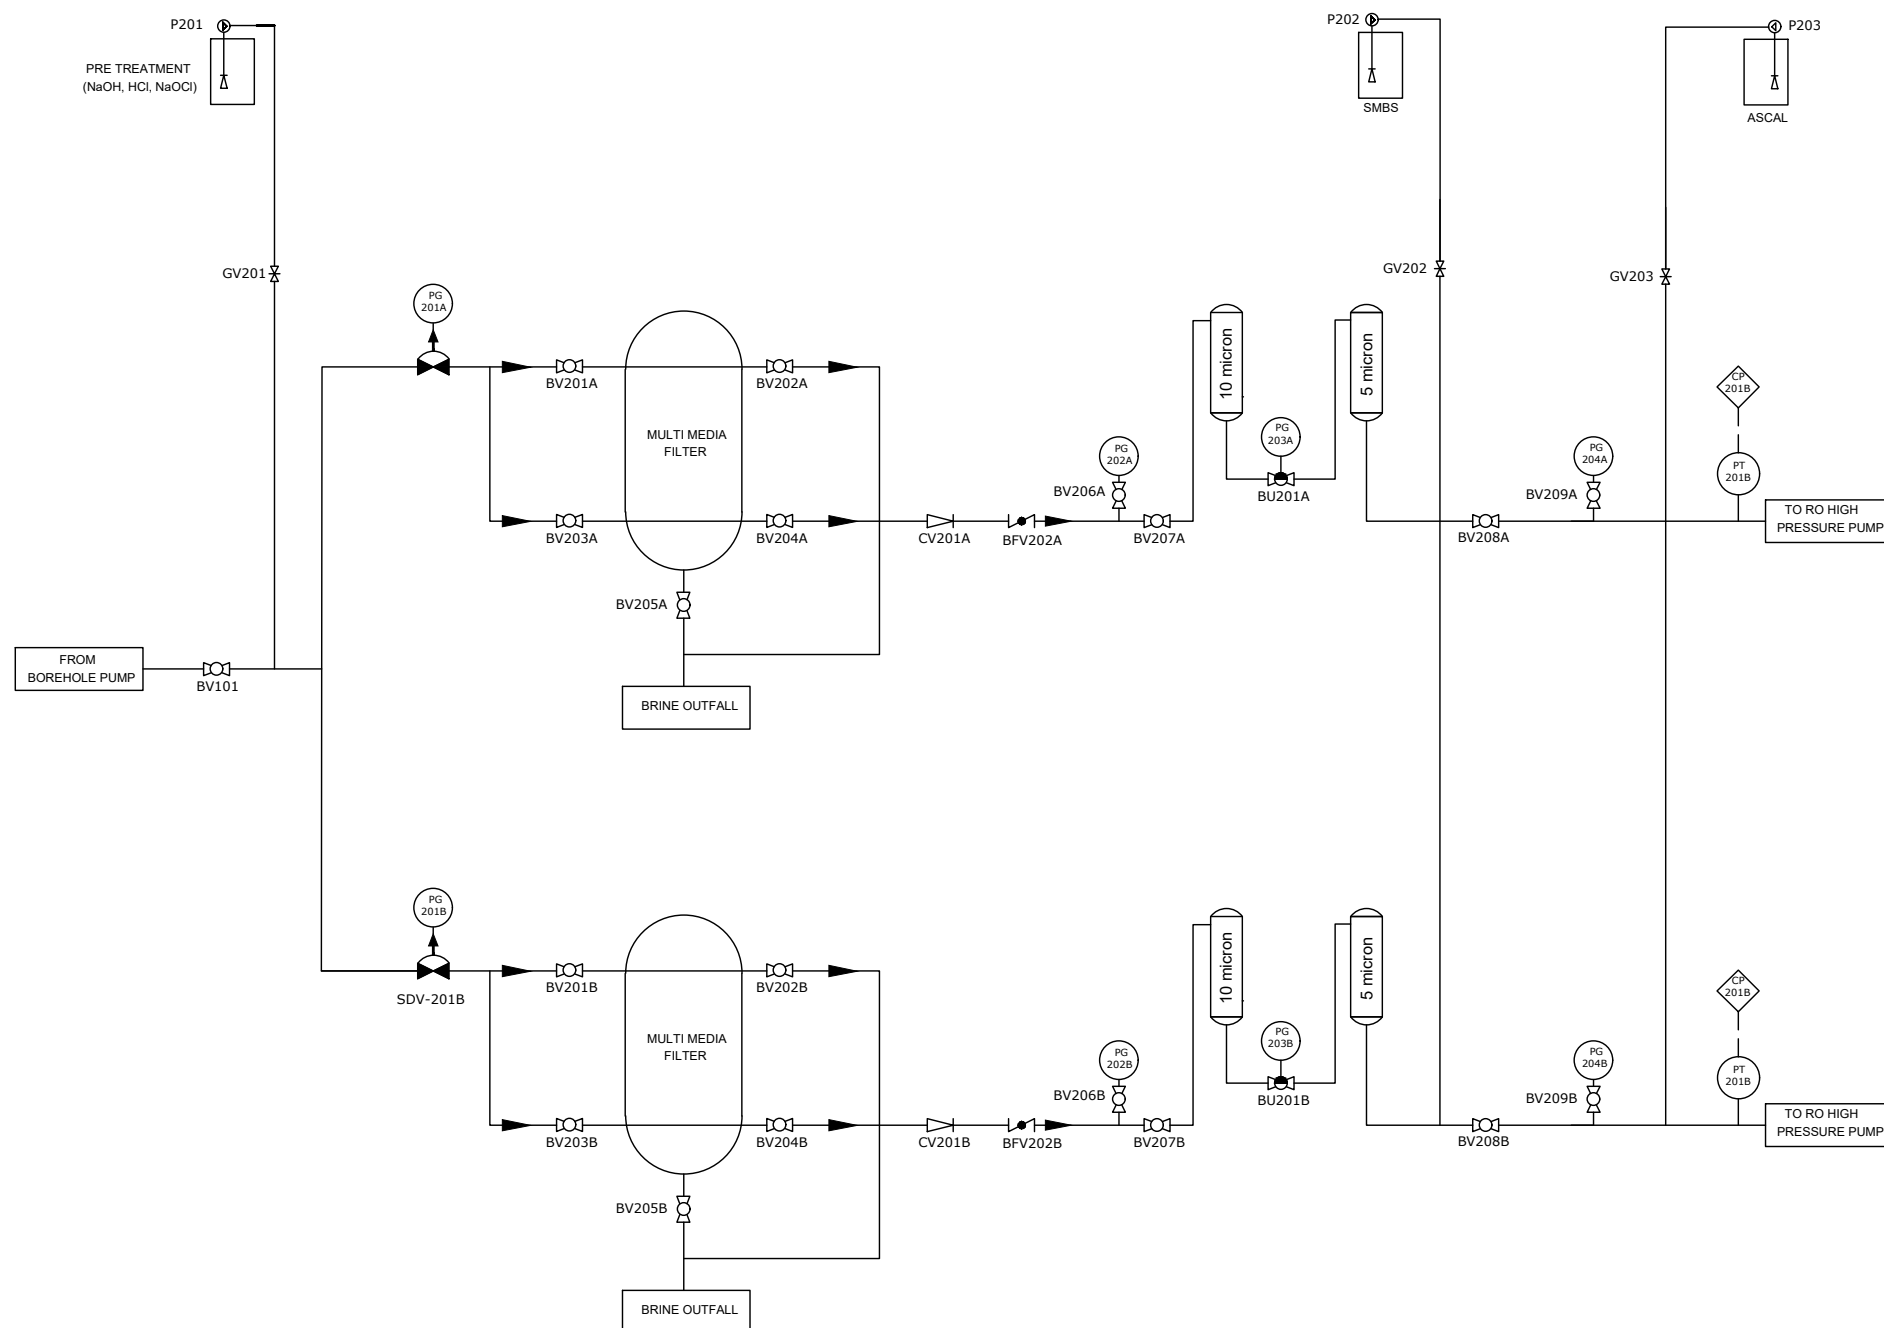 P201
PRE TREATMENT
(NaOH, HCl, NaOCl)
P202
SMBS
P203
ASCAL
GV201
GV202
GV203
PG
201A
BV201A
BV202A
MULTI MEDIA
FILTER
BV203A
BV204A
BV205A
BRINE OUTFALL
CV201A
BFV202A
PG
202A
BV206A
BV207A
10 micron
PG
203A
BU201A
5 micron
BV208A
PG
204A
BV209A
CP
201B
PT
201B
TO RO HIGH
PRESSURE PUMP
FROM
BOREHOLE PUMP
BV101
PG
201B
SDV-201B
BV201B
BV202B
MULTI MEDIA
FILTER
BV203B
BV204B
BV205B
BRINE OUTFALL
CV201B
BFV202B
PG
202B
BV206B
BV207B
10 micron
PG
203B
BU201B
5 micron
BV208B
PG
204B
BV209B
CP
201B
PT
201B
TO RO HIGH
PRESSURE PUMP